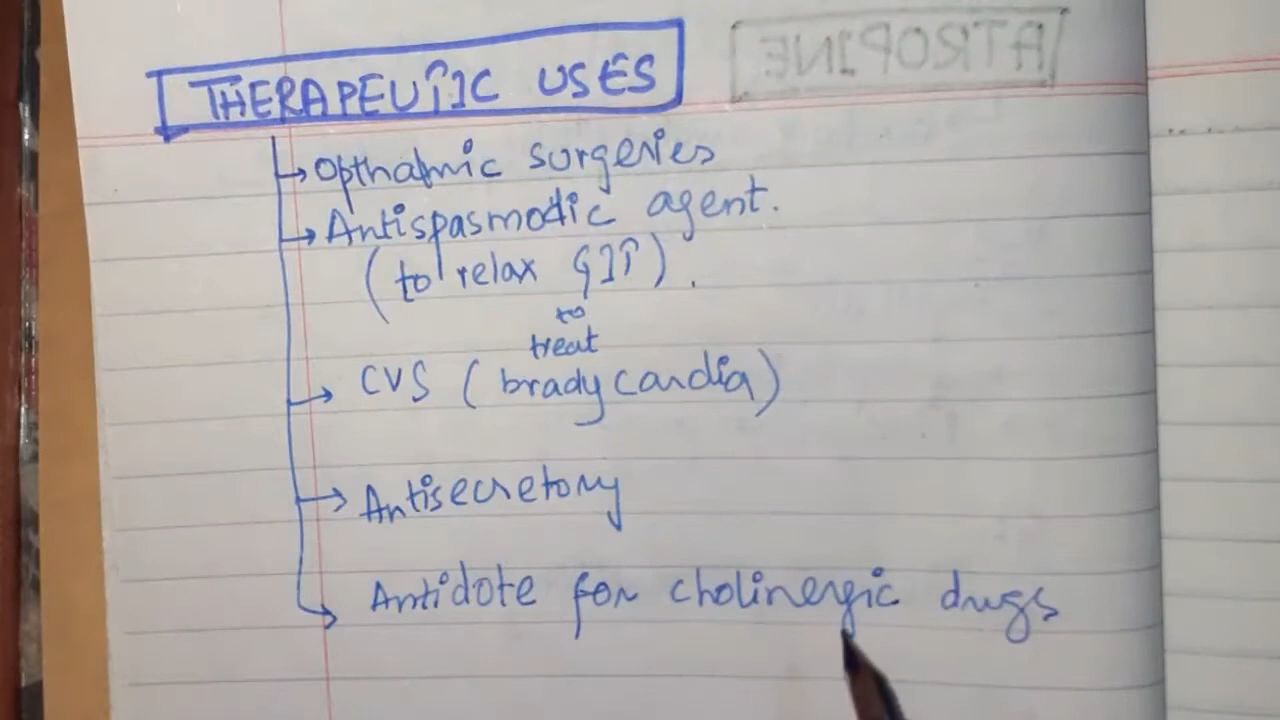 THERAPEUTIC USES
ATROPINE
Opthalmic surgeries
Antispasmodic agent.
(to relax GIT).
to
treat
CVS (bradycardia)
Antisecretory
Antidote for cholinergic drugs